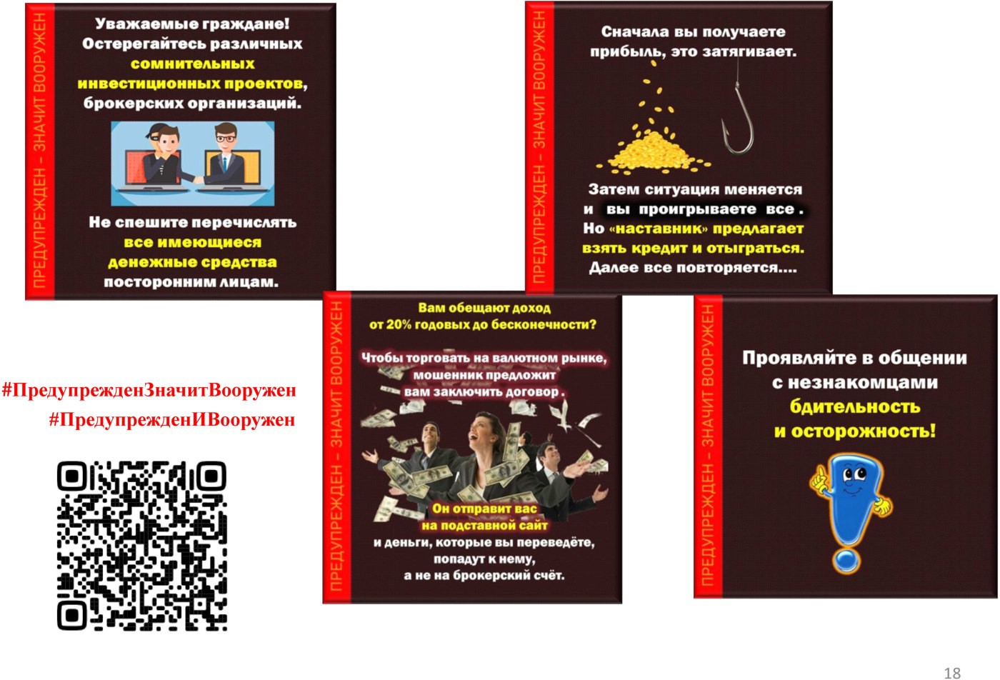 ПРЕДУПРЕЖДЕН – ЗНАЧИТ ВООРУЖЕН
Уважаемые граждане!
Остерегайтесь различных
сомнительных
инвестиционных проектов,
брокерских организаций.
Не спешите перечислять
все имеющиеся
денежные средства
посторонним лицам.
ПРЕДУПРЕЖДЕН – ЗНАЧИТ ВООРУЖЕН
Сначала вы получаете
прибыль, это затягивает.
Затем ситуация меняется
и вы проигрываете все .
Но «наставник» предлагает
взять кредит и отыграться.
Далее все повторяется....
ПРЕДУПРЕЖДЕН – ЗНАЧИТ ВООРУЖЕН
Вам обещают доход
от 20% годовых до бесконечности?
Чтобы торговать на валютном рынке,
мошенник предложит
вам заключить договор .
Он отправит вас
на подставной сайт
и деньги, которые вы переведёте,
попадут к нему,
а не на брокерский счёт.
ПРЕДУПРЕЖДЕН – ЗНАЧИТ ВООРУЖЕН
Проявляйте в общении
с незнакомцами
бдительность
и осторожность!
#ПредупрежденЗначитВооружен
#ПредупрежденИВооружен
18